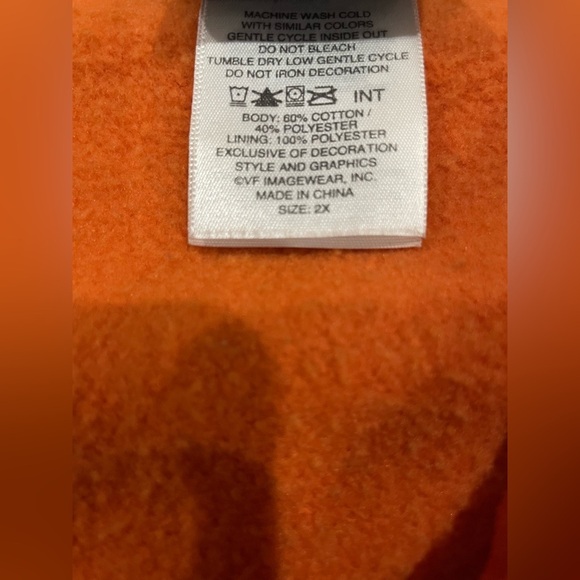 MACHINE WASH COLD
WITH SIMILAR COLORS
GENTLE CYCLE INSIDE OUT
DO NOT BLEACH
TUMBLE DRY LOW GENTLE CYCLE
DO NOT IRON DECORATION
INT
BODY: 60% COTTON /
40% POLYESTER
LINING: 100% POLYESTER
EXCLUSIVE OF DECORATION
STYLE AND GRAPHICS
©VF IMAGEWEAR, INC.
MADE IN CHINA
SIZE: 2X